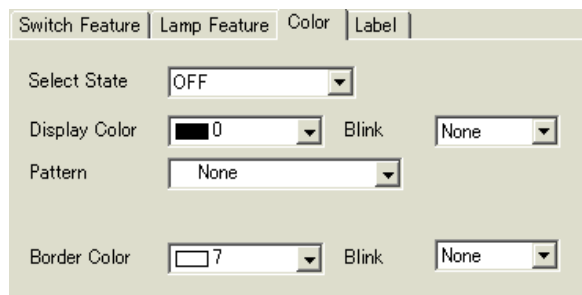 Switch Feature Lamp Feature Color Label
Select State OFF
Display Color 0 Blink None
Pattern None
Border Color 7 Blink None